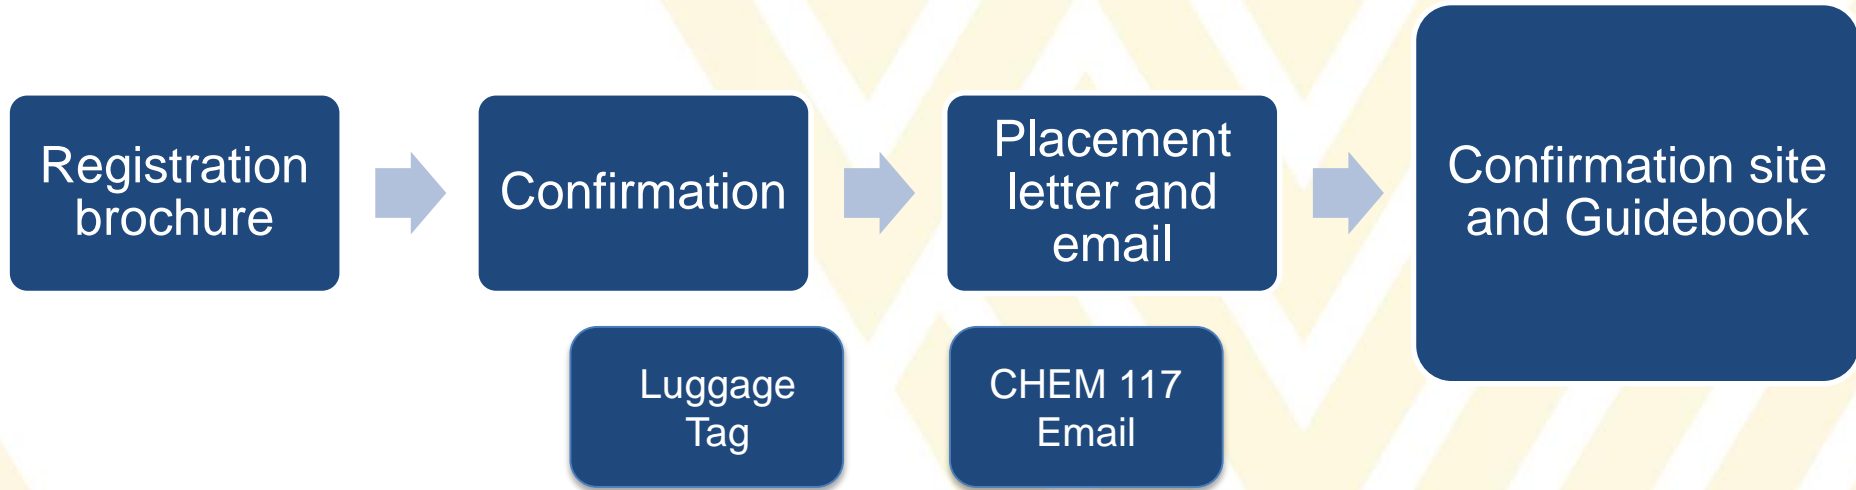 Registration
brochure
Confirmation
Placement
letter and
email
Confirmation site
and Guidebook
Luggage
Tag
CHEM 117
Email